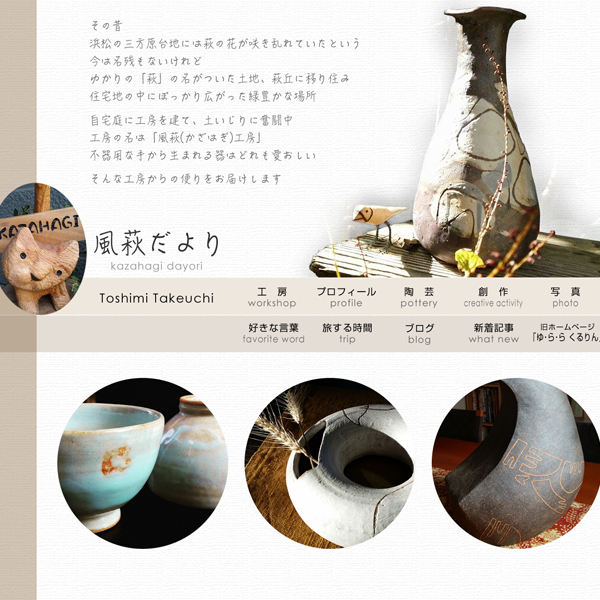 その昔
浜松の三方原台地には萩の花が咲き乱れていたという
今は名残もないけれど
ゆかりの「萩」の名がついた土地、萩丘に移り住み
住宅地の中にぽっかり広がった緑豊かな場所
自宅庭に工房を建て、土いじりに奮闘中
工房の名は「風萩(かざはぎ)工房」
不器用な手から生まれる器はどれも愛おしい
そんな工房からの便りをお届けします
KAZAHAGI
風萩だより
kazahagi dayori
Toshimi Takeuchi
工 房 プロフィール 陶 芸 創 作 写 真
workshop profile pottery creative activity photo
好きな言葉 旅する時間 ブログ 新着記事 旧ホームページ
favorite word trip blog what new 「ゆ・ら・ら くるりん」